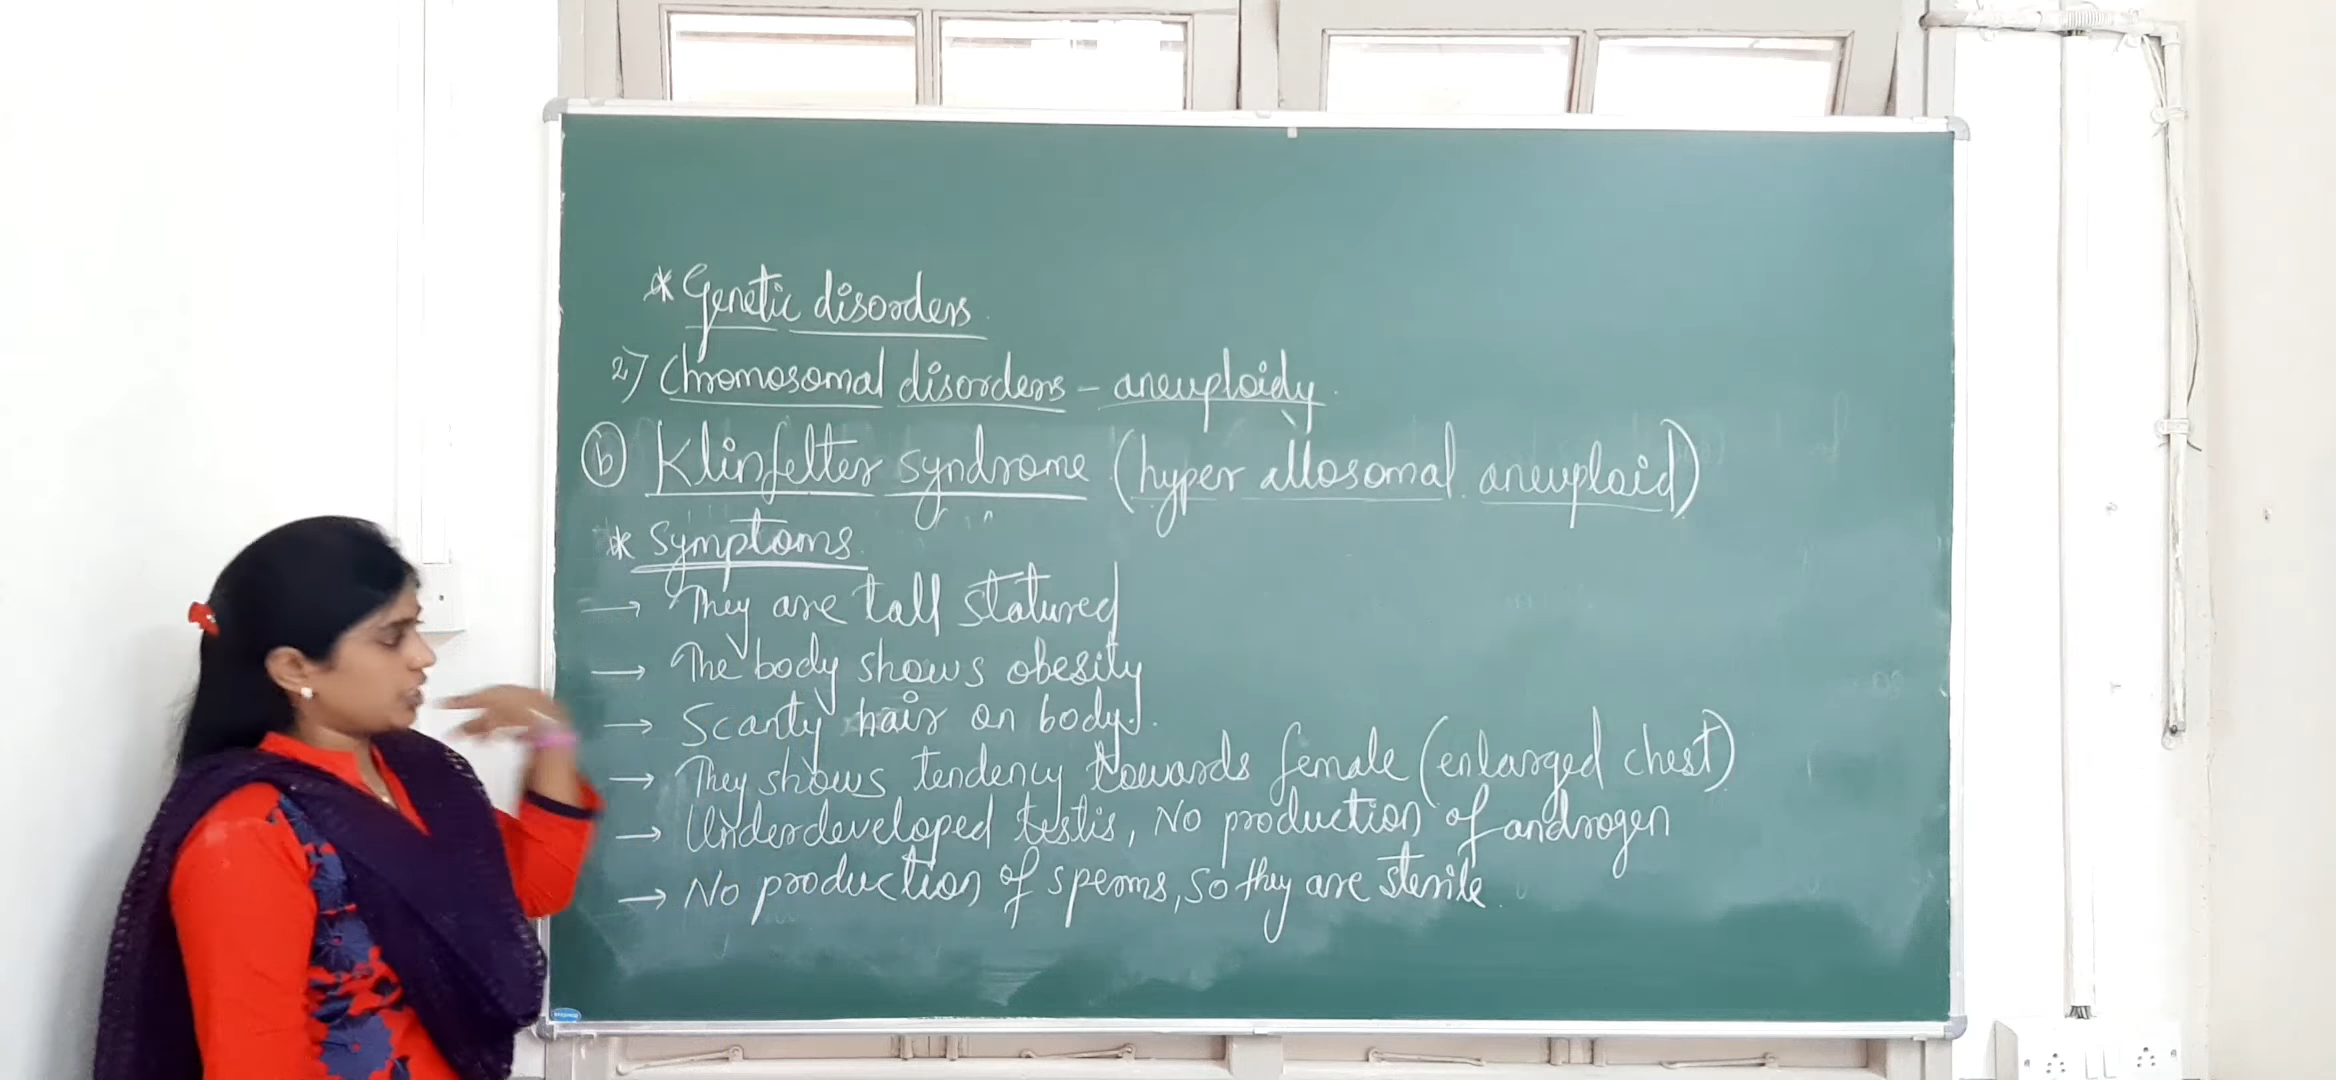 * Genetic disorders.
2) Chromosomal disorders - aneuploidy.
(b) Klinfelter syndrome (hyper allosomal aneuploid)
* Symptoms
→ They are tall statured
→ The body shows obesity
→ Scanty hair on body.
→ They shows tendency towards female (enlarged chest)
→ Underdeveloped testis, No production of androgen
→ No production of sperms, so they are sterile.